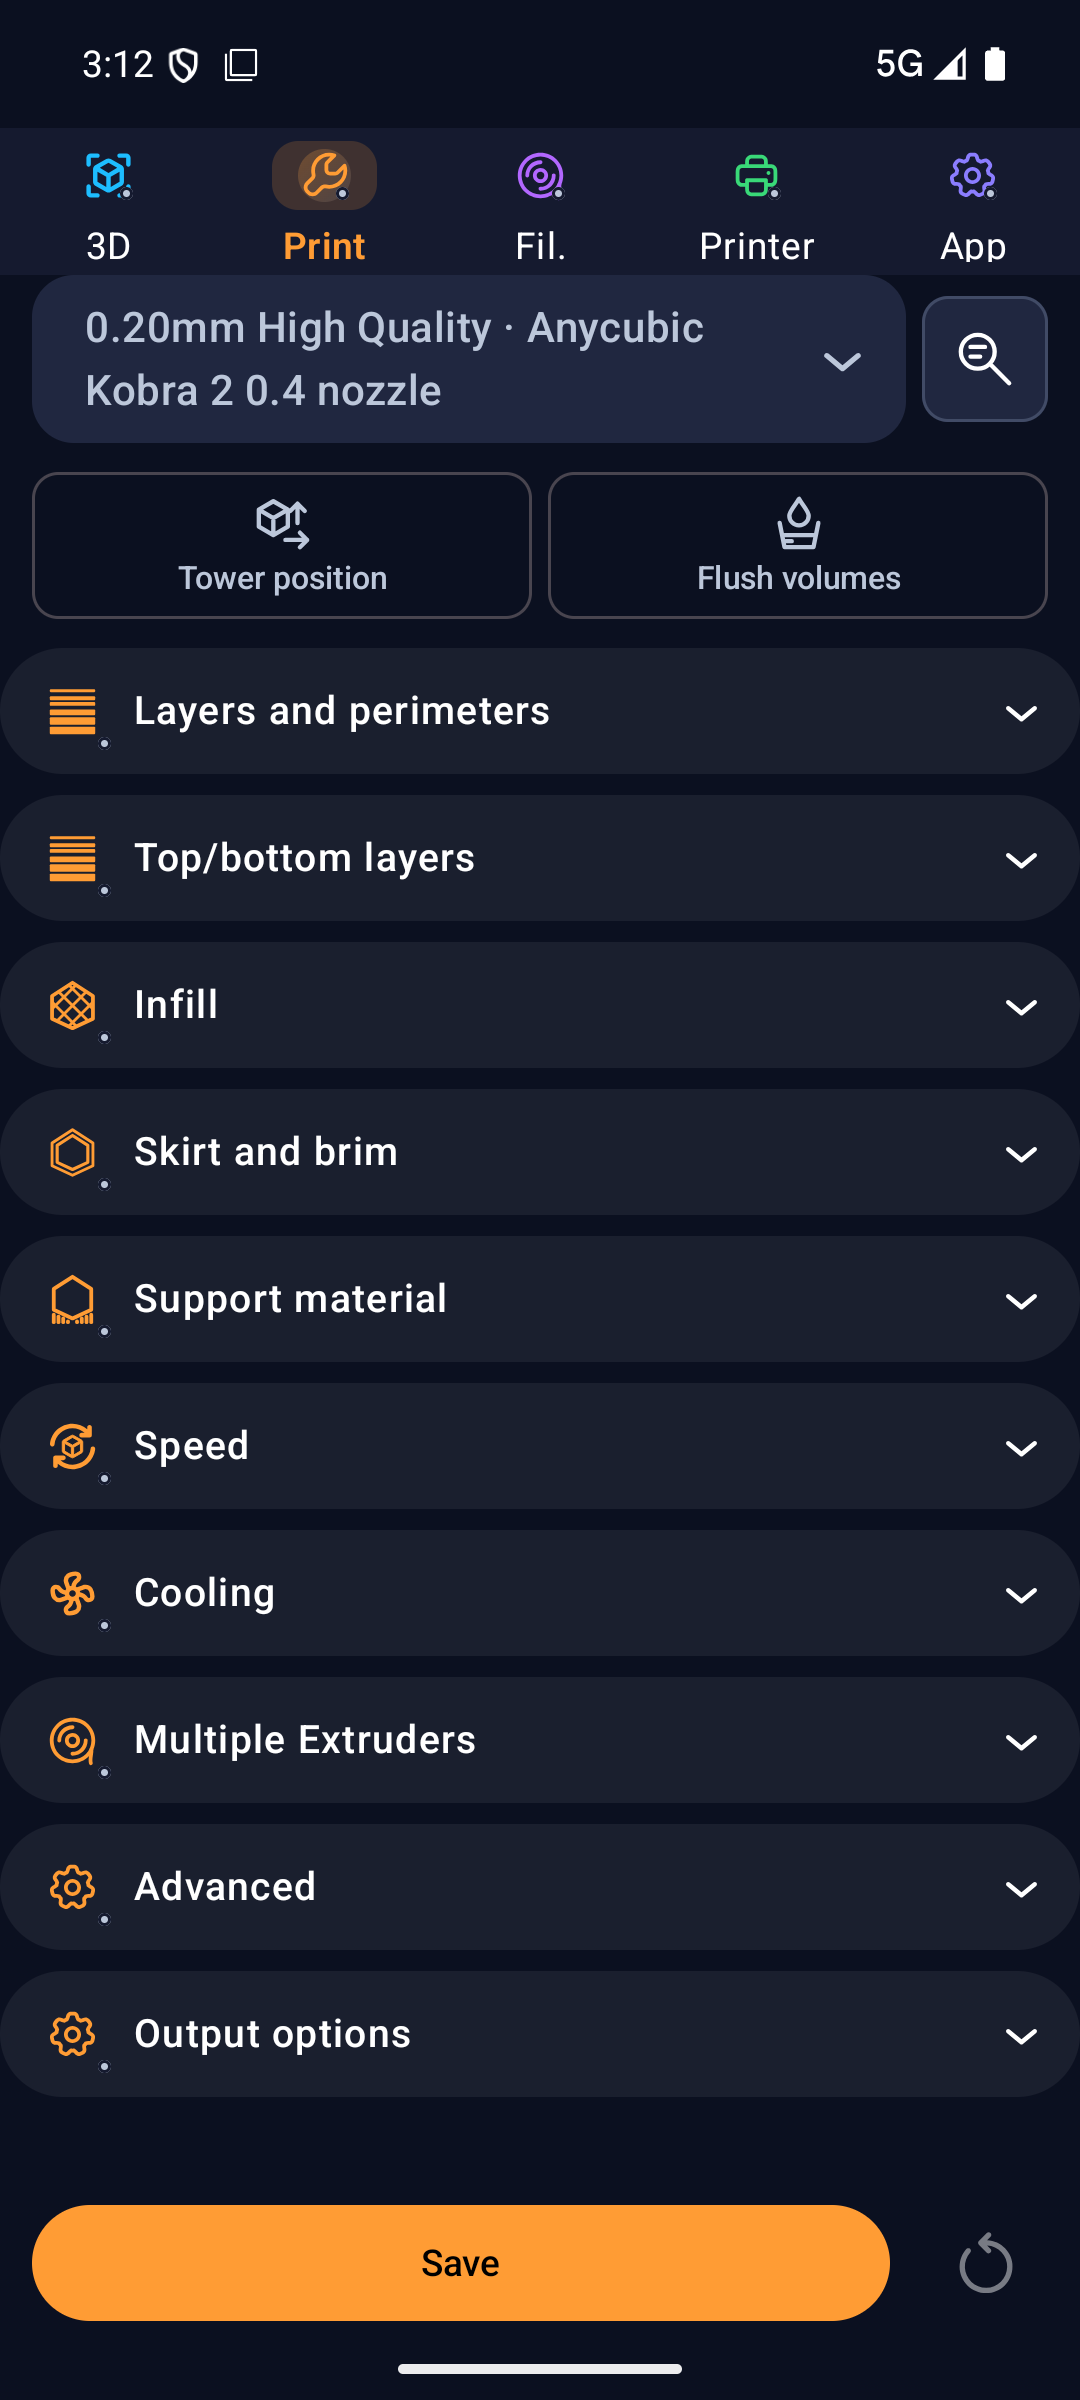 3:12
5G
3D
Print
Fil.
Printer
App
0.20mm High Quality · Anycubic
Kobra 2 0.4 nozzle
Tower position
Flush volumes
Layers and perimeters
Top/bottom layers
Infill
Skirt and brim
Support material
Speed
Cooling
Multiple Extruders
Advanced
Output options
Save